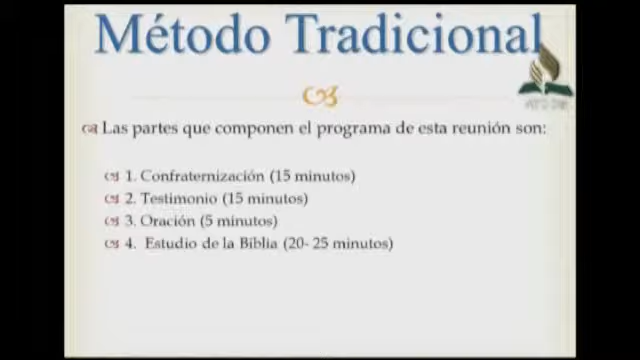 Método Tradicional
Las partes que componen el programa de esta reunión son:
1. Confraternización (15 minutos)
2. Testimonio (15 minutos)
3. Oración (5 minutos)
4. Estudio de la Biblia (20- 25 minutos)